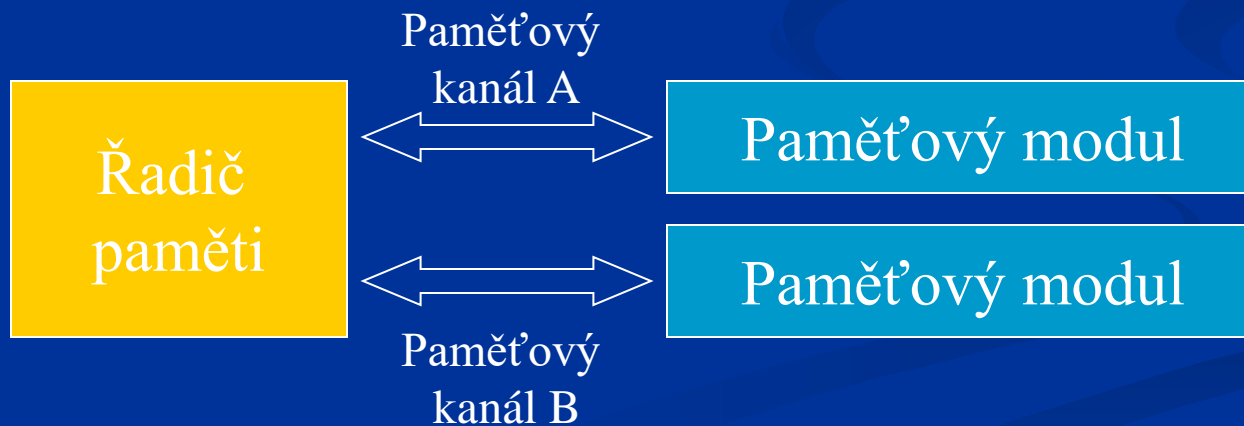 Paměťový
kanál A
Řadič
paměti
Paměťový modul
Paměťový modul
Paměťový
kanál B